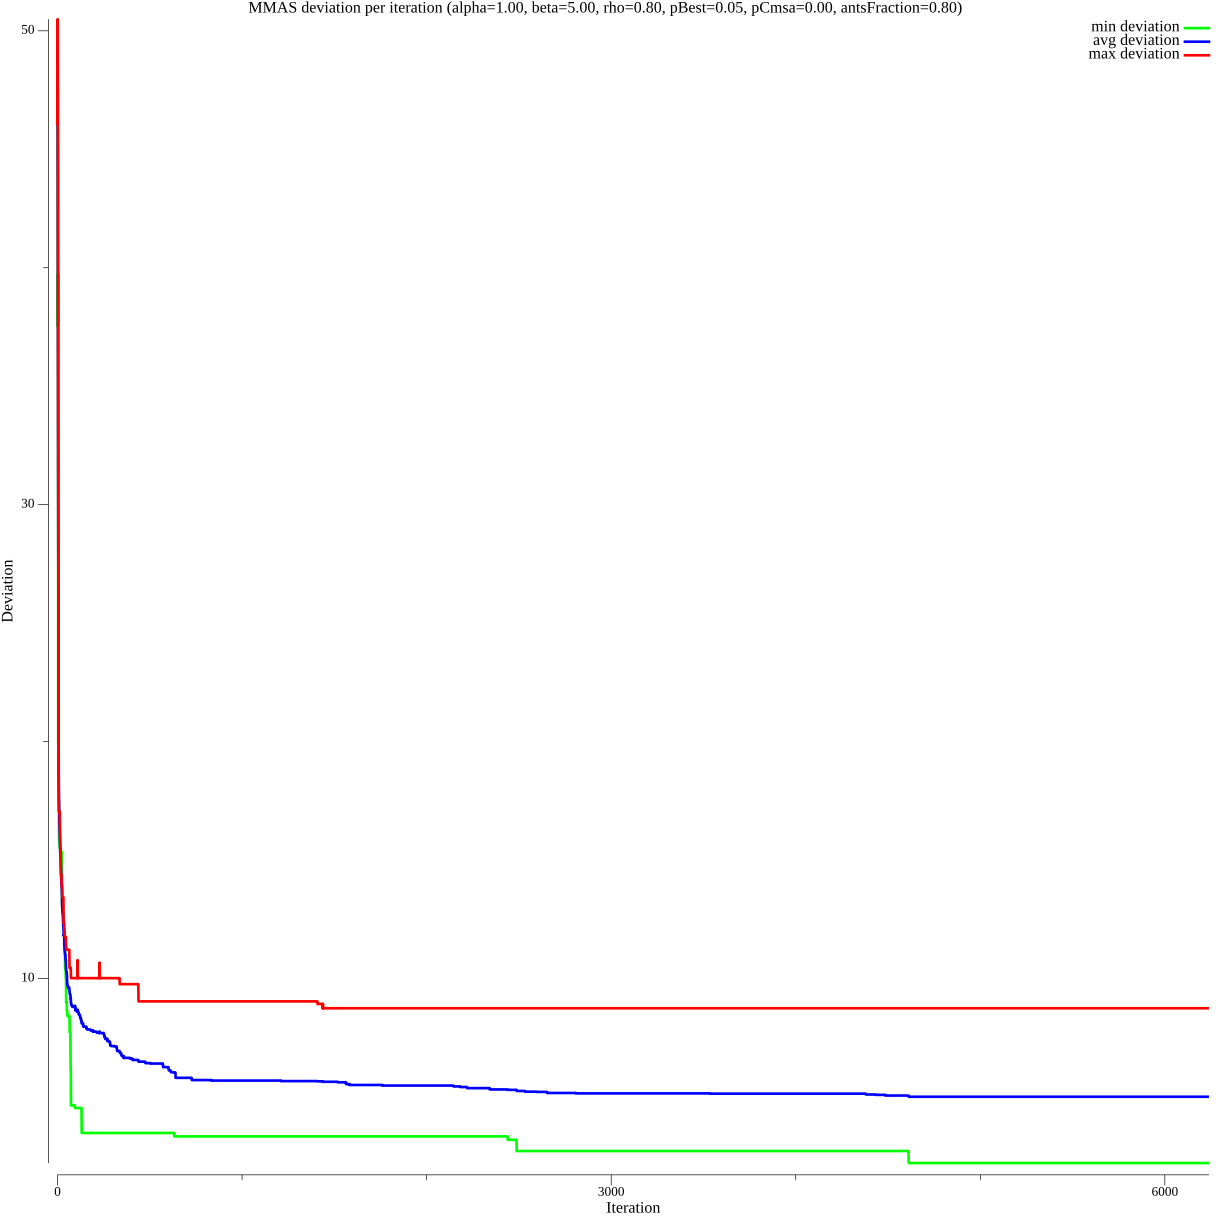 MMAS deviation per iteration (alpha=1.00, beta=5.00, rho=0.80, pBest=0.05, pCmsa=0.00, antsFraction=0.80)
min deviation
avg deviation
max deviation
50
30
10
Deviation
0
3000
6000
Iteration